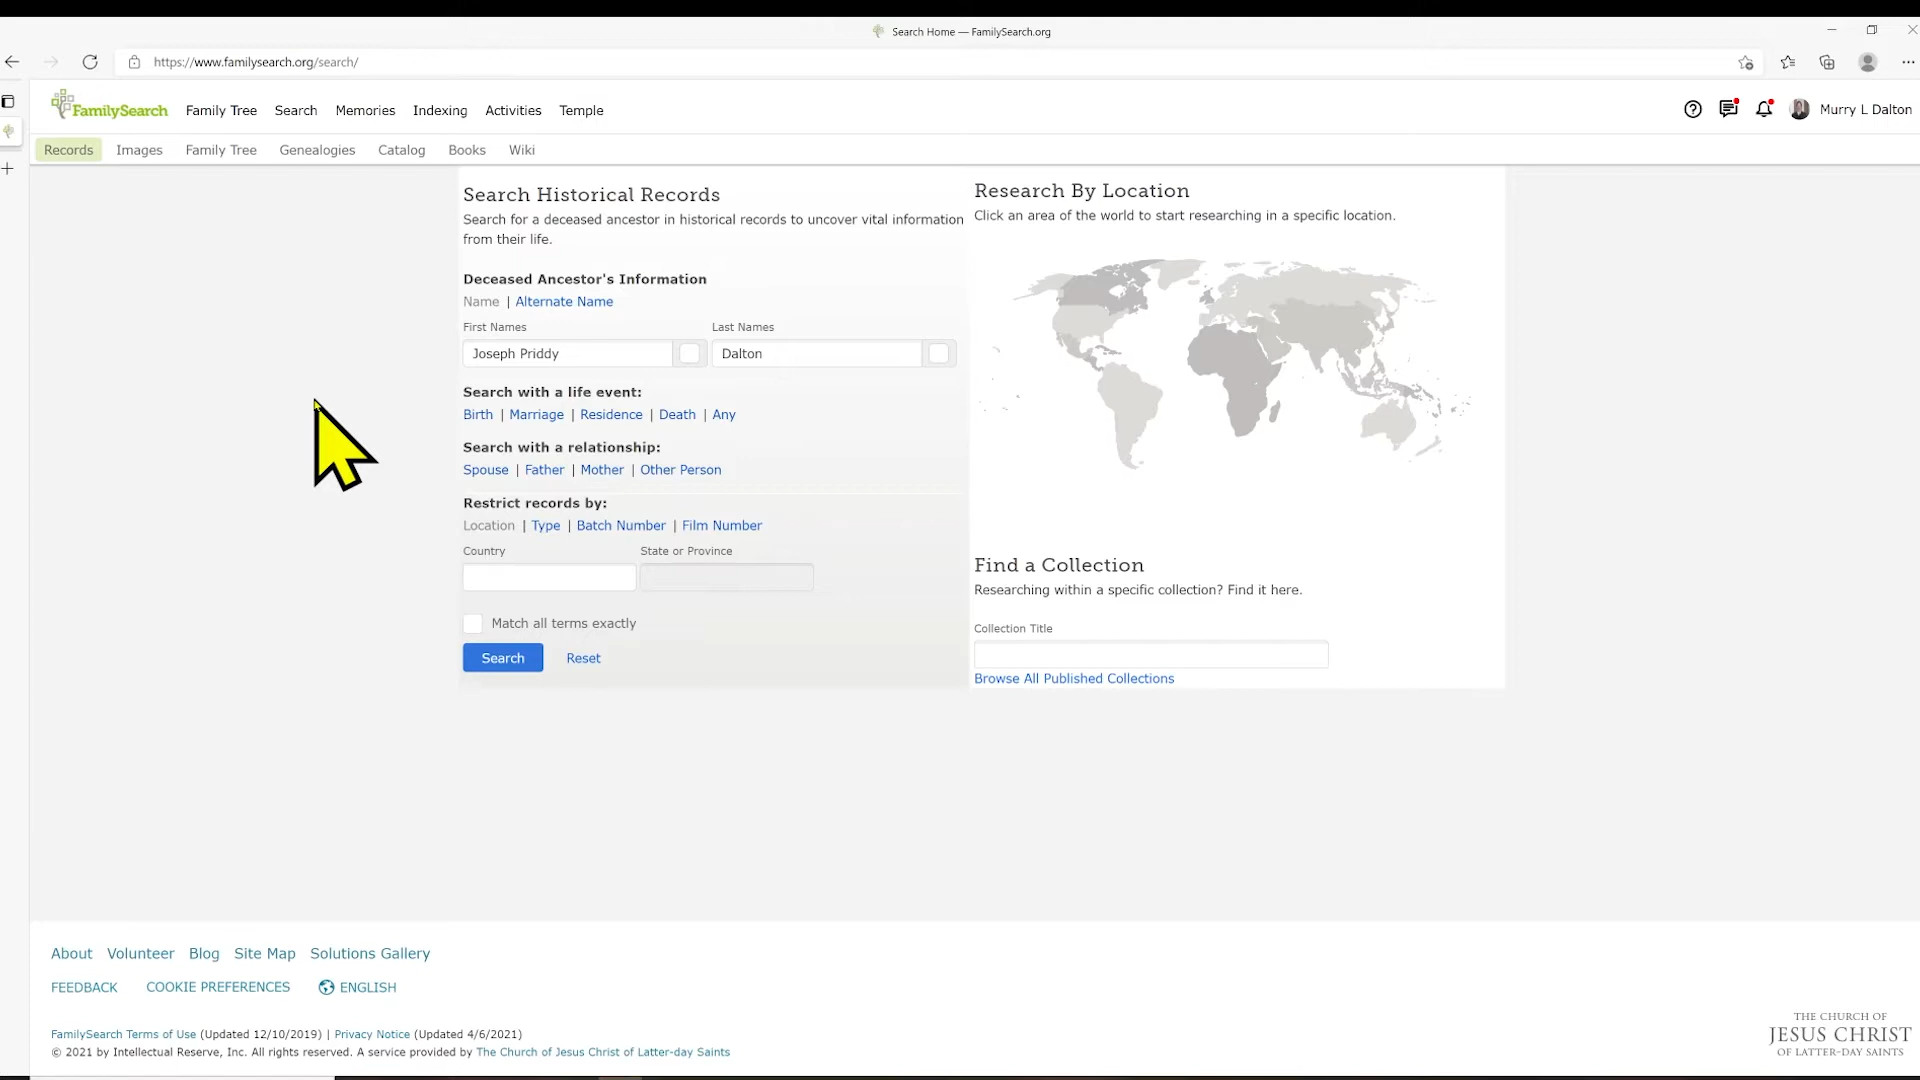 Search Home — FamilySearch.org
https://www.familysearch.org/search/
FamilySearch Family Tree Search Memories Indexing Activities Temple Murry L Dalton
Records Images Family Tree Genealogies Catalog Books Wiki
Search Historical Records
Search for a deceased ancestor in historical records to uncover vital information
from their life.
Deceased Ancestor's Information
Name | Alternate Name
First Names Last Names
Joseph Priddy Dalton
Search with a life event:
Birth | Marriage | Residence | Death | Any
Search with a relationship:
Spouse | Father | Mother | Other Person
Restrict records by:
Location | Type | Batch Number | Film Number
Country State or Province
Match all terms exactly
Search Reset
Research By Location
Click an area of the world to start researching in a specific location.
Find a Collection
Researching within a specific collection? Find it here.
Collection Title
Browse All Published Collections
About Volunteer Blog Site Map Solutions Gallery
FEEDBACK COOKIE PREFERENCES ENGLISH
FamilySearch Terms of Use (Updated 12/10/2019) | Privacy Notice (Updated 4/6/2021)
© 2021 by Intellectual Reserve, Inc. All rights reserved. A service provided by The Church of Jesus Christ of Latter-day Saints
THE CHURCH OF
JESUS CHRIST
OF LATTER-DAY SAINTS